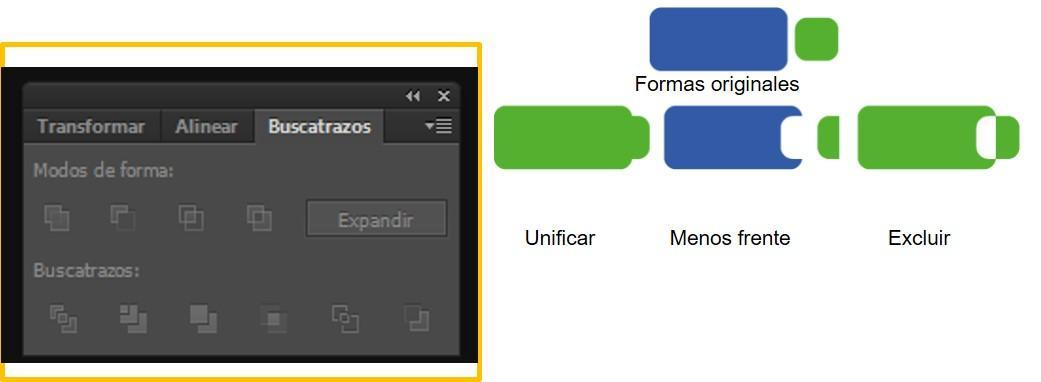 Transformar Alinear Buscatrazos
Modos de forma:
Expandir
Buscatrazos:
Formas originales
Unificar Menos frente Excluir